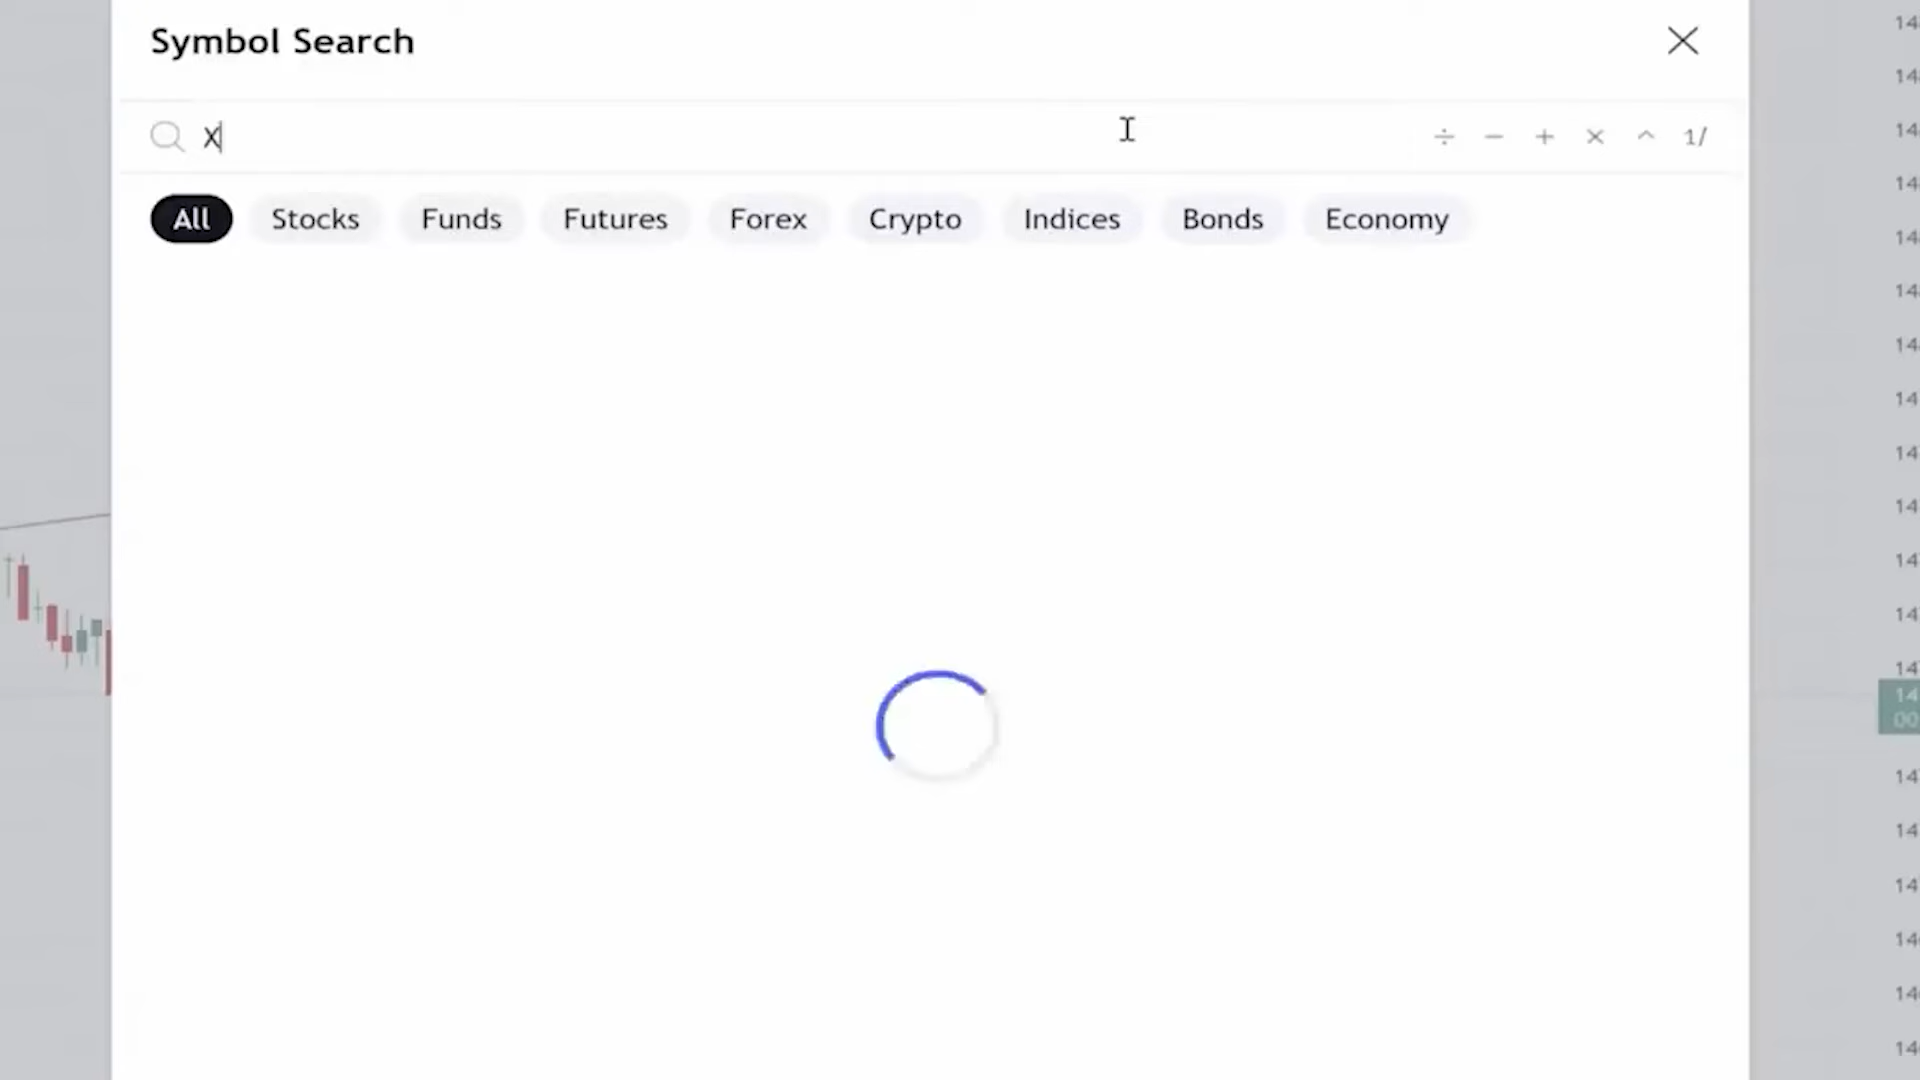 Symbol Search
X
÷ − + × ^ 1/
All Stocks Funds Futures Forex Crypto Indices Bonds Economy